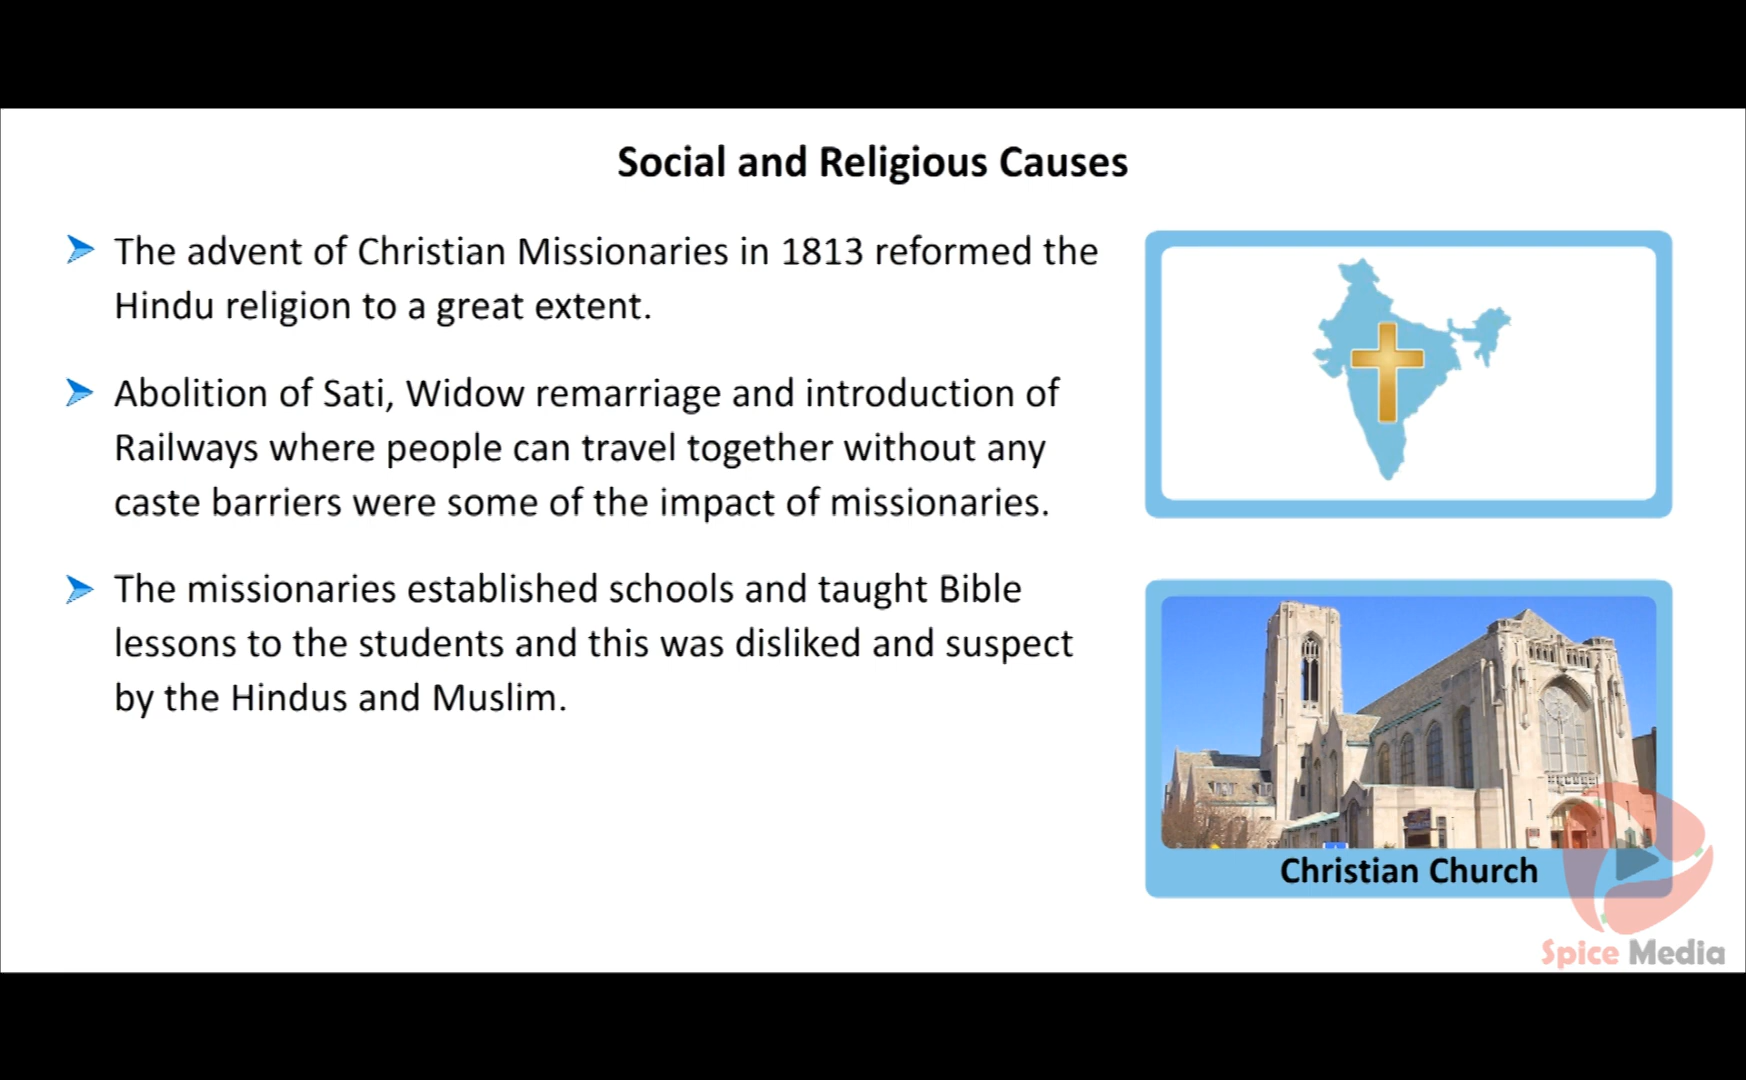 Social and Religious Causes
The advent of Christian Missionaries in 1813 reformed the
Hindu religion to a great extent.
Abolition of Sati, Widow remarriage and introduction of
Railways where people can travel together without any
caste barriers were some of the impact of missionaries.
The missionaries established schools and taught Bible
lessons to the students and this was disliked and suspect
by the Hindus and Muslim.
Christian Church
Spice Media